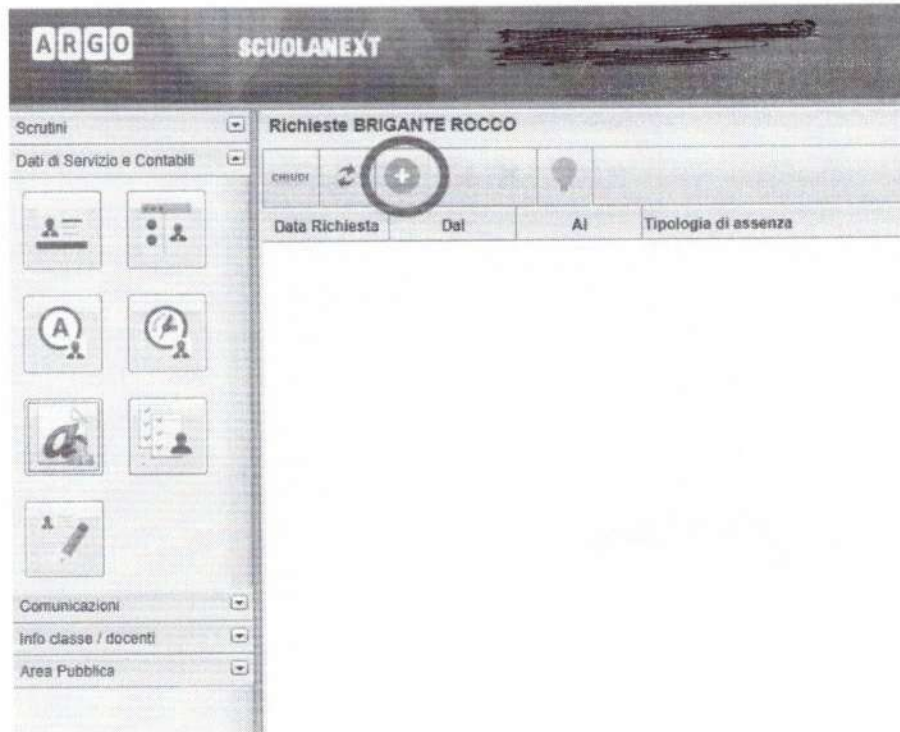 ARGO SCUOLANEXT
Scrutini
Dati di Servizio e Contabili
Comunicazioni
Info classe / docenti
Area Pubblica
Richieste BRIGANTE ROCCO
CHIUDI
Data Richiesta Dal Al Tipologia di assenza